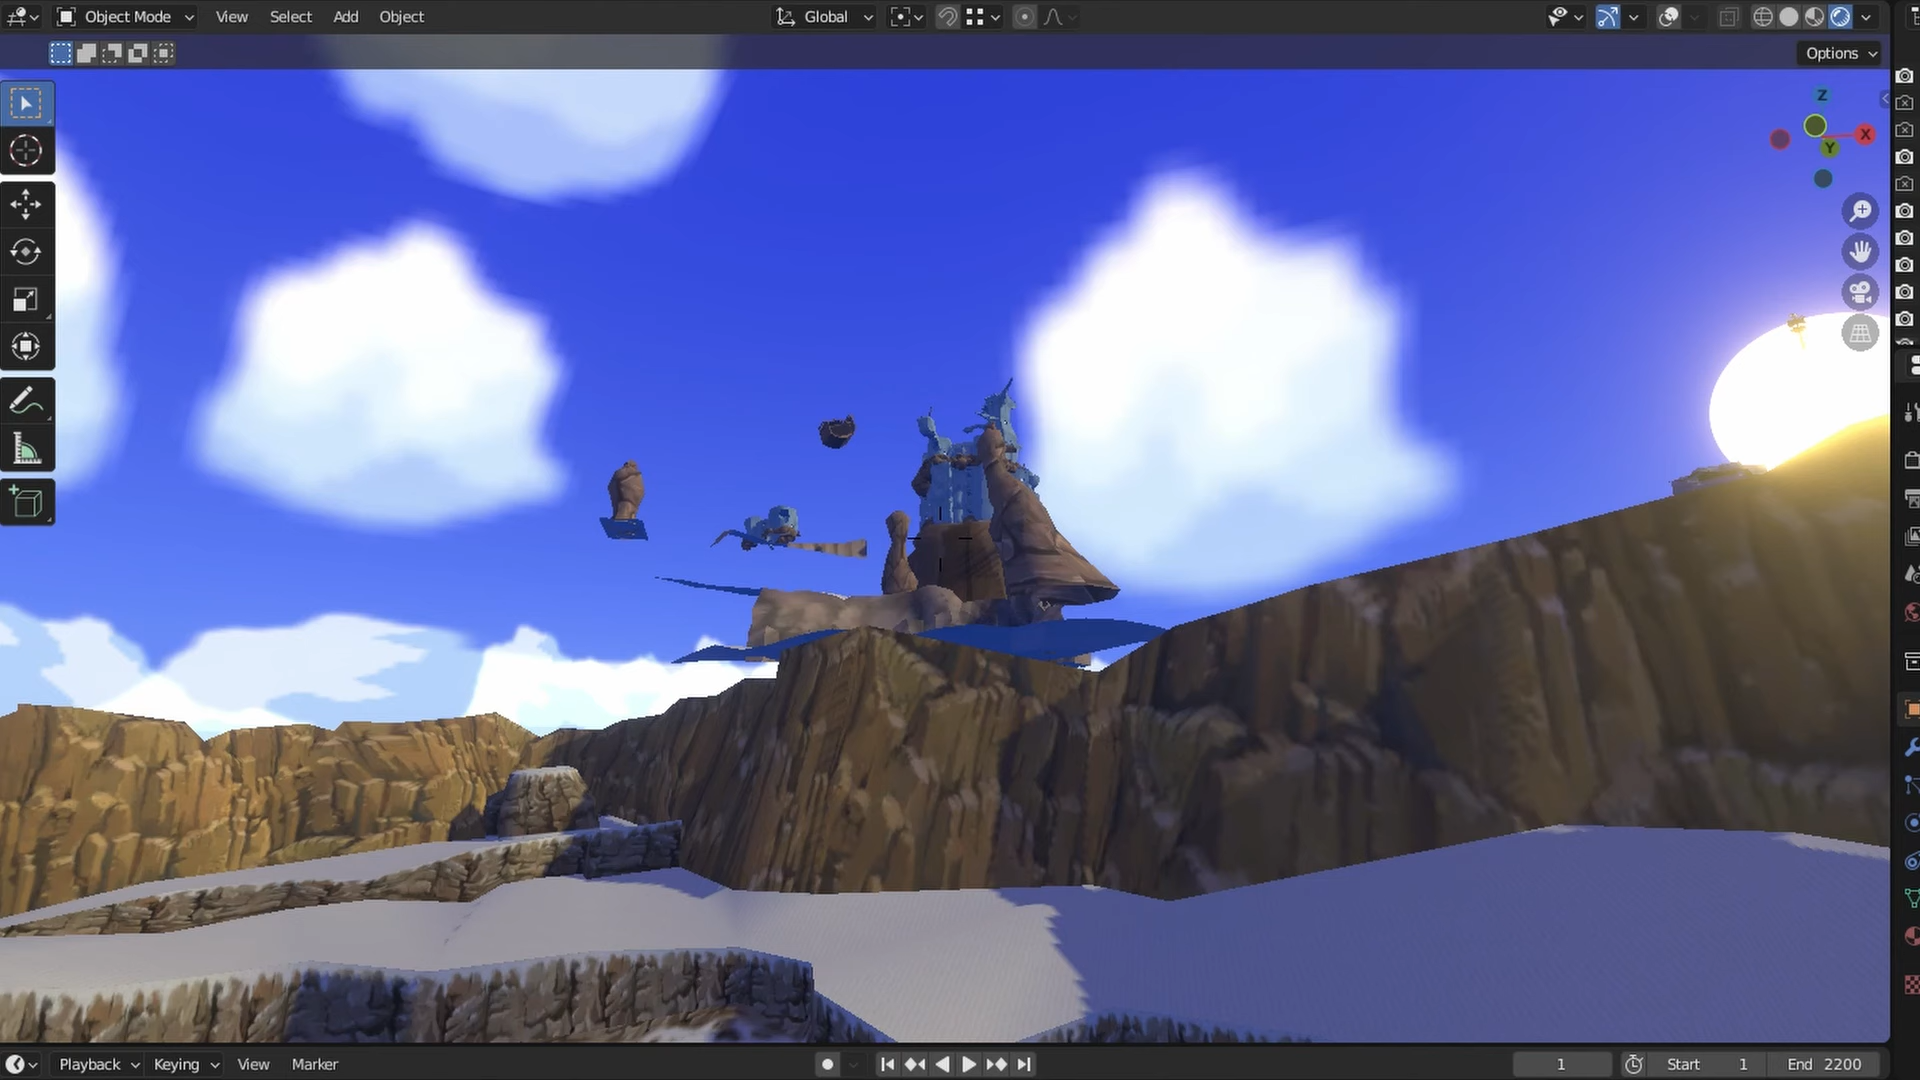 Object Mode View Select Add Object Global
Options
Z
X
Y
Playback Keying View Marker 1 Start 1 End 2200